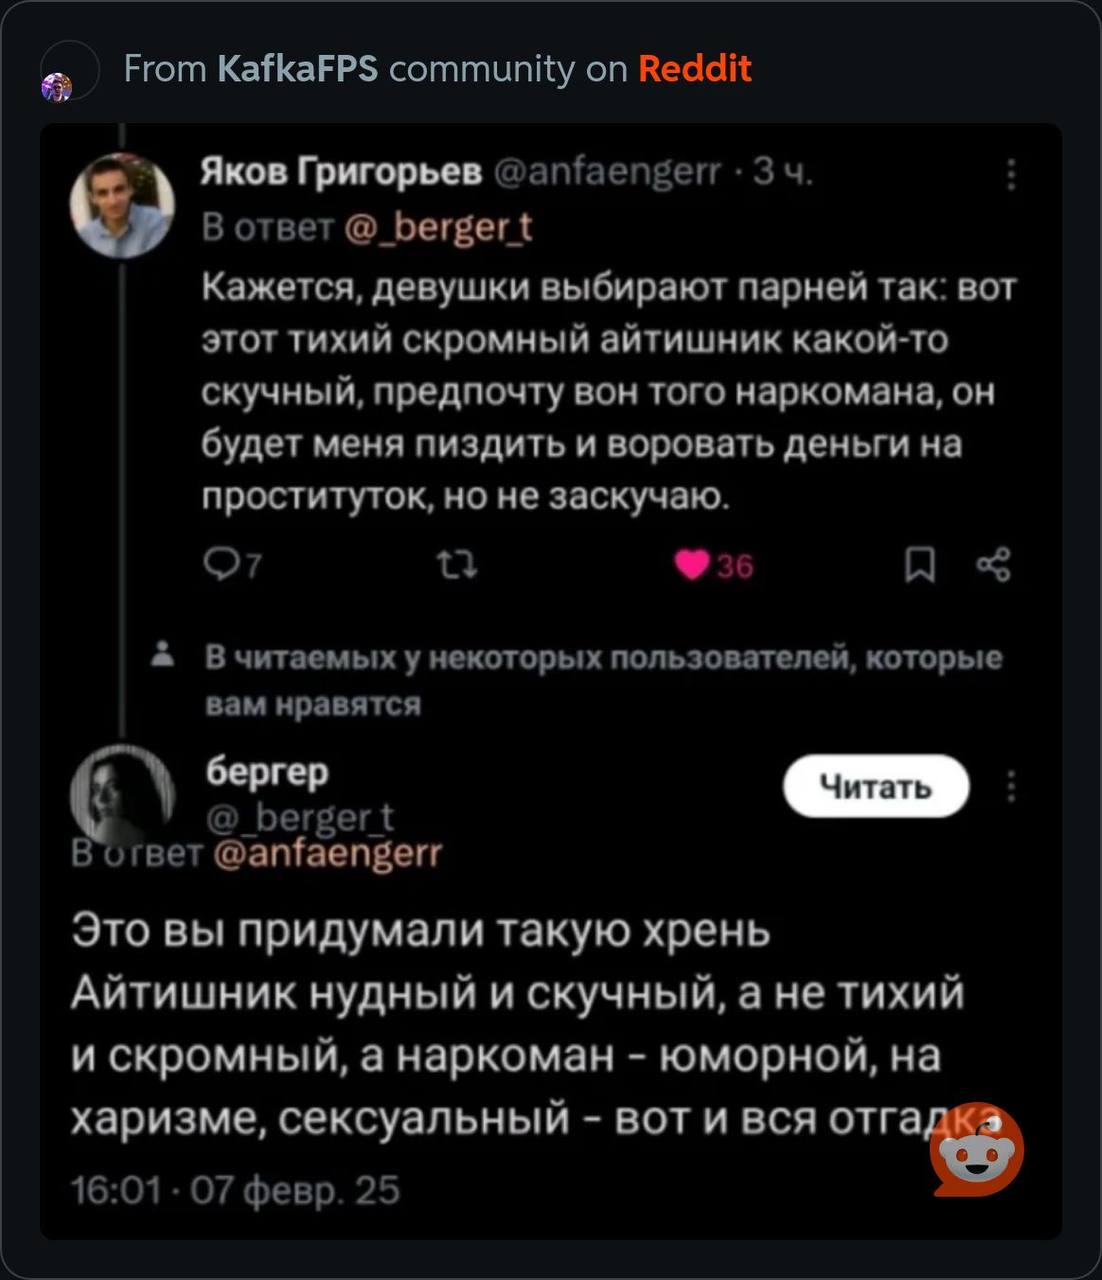 From KafkaFPS community on Reddit
Яков Григорьев @anfaengerr · 3 ч.
В ответ @_berger_t
Кажется, девушки выбирают парней так: вот
этот тихий скромный айтишник какой-то
скучный, предпочту вон того наркомана, он
будет меня пиздить и воровать деньги на
проституток, но не заскучаю.
7 36
В читаемых у некоторых пользователей, которые
вам нравятся
бергер
Читать
@_berger_t
В ответ @anfaengerr
Это вы придумали такую хрень
Айтишник нудный и скучный, а не тихий
и скромный, а наркоман - юморной, на
харизме, сексуальный - вот и вся отгадка
16:01 · 07 февр. 25